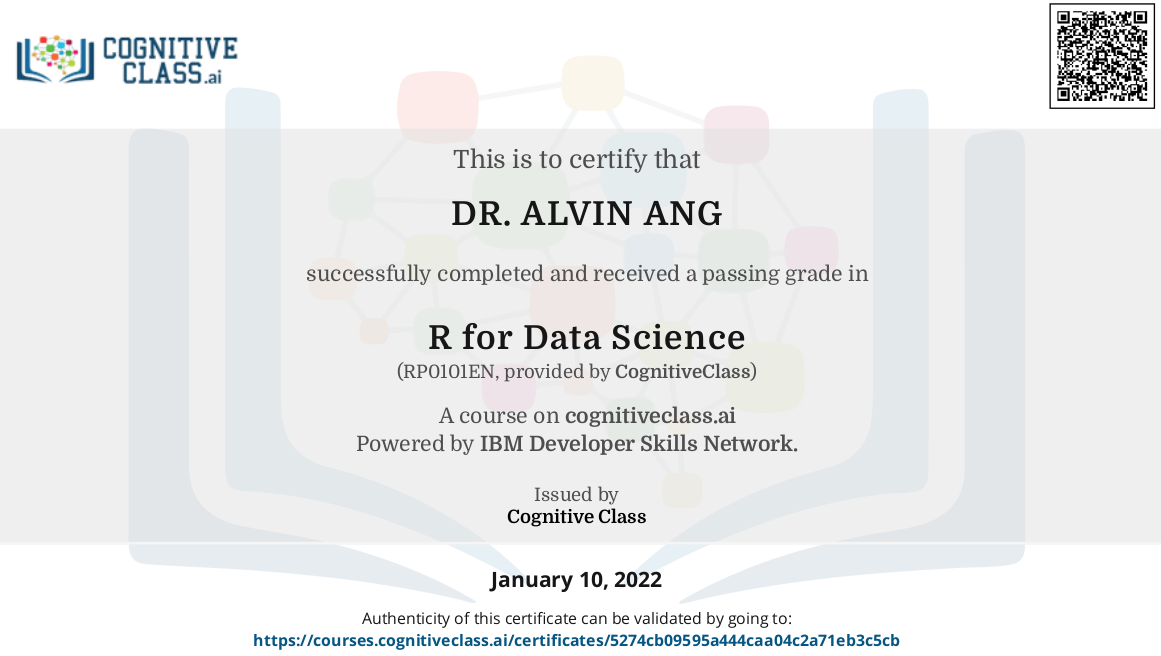 COGNITIVE
CLASS.ai
This is to certify that
DR. ALVIN ANG
successfully completed and received a passing grade in
R for Data Science
(RP0101EN, provided by CognitiveClass)
A course on cognitiveclass.ai
Powered by IBM Developer Skills Network.
Issued by
Cognitive Class
January 10, 2022
Authenticity of this certificate can be validated by going to:
https://courses.cognitiveclass.ai/certificates/5274cb09595a444caa04c2a71eb3c5cb